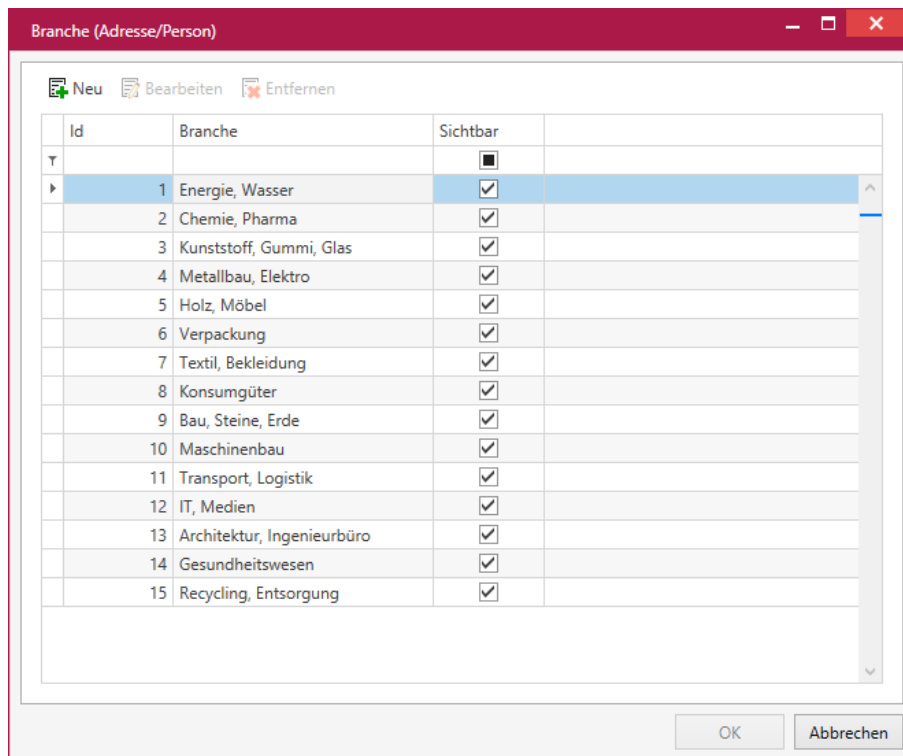 Branche (Adresse/Person)
Neu Bearbeiten Entfernen
Id Branche Sichtbar
1 Energie, Wasser
2 Chemie, Pharma
3 Kunststoff, Gummi, Glas
4 Metallbau, Elektro
5 Holz, Möbel
6 Verpackung
7 Textil, Bekleidung
8 Konsumgüter
9 Bau, Steine, Erde
10 Maschinenbau
11 Transport, Logistik
12 IT, Medien
13 Architektur, Ingenieurbüro
14 Gesundheitswesen
15 Recycling, Entsorgung
OK Abbrechen